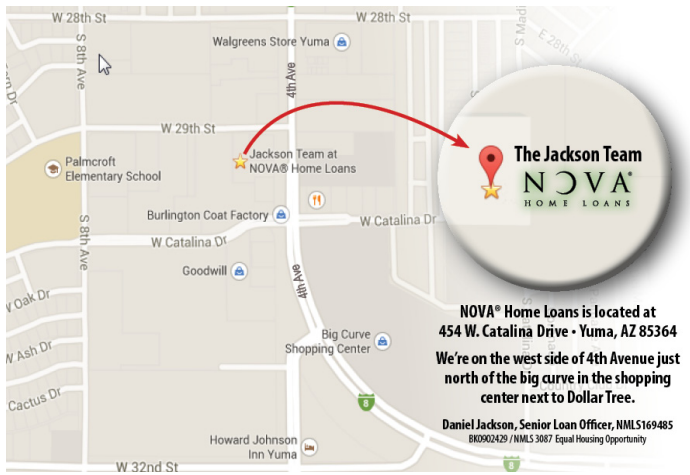 W 28th St
W 28th St
S 8th Ave
Walgreens Store Yuma
4th Ave
E 28th St
W 29th St
Jackson Team at
NOVA® Home Loans
Palmcroft
Elementary School
The Jackson Team
NOVA®
HOME LOANS
Burlington Coat Factory
W Catalina Dr
W Catalina Dr
S 8th Ave
Goodwill
4th Ave
Oak Dr
W Ash Dr
Cactus Dr
Big Curve
Shopping Center
8
Howard Johnson
Inn Yuma
W 32nd St
8
NOVA® Home Loans is located at
454 W. Catalina Drive • Yuma, AZ 85364
We’re on the west side of 4th Avenue just
north of the big curve in the shopping
center next to Dollar Tree.
Daniel Jackson, Senior Loan Officer, NMLS169485
BK0902429 / NMLS 3087 Equal Housing Opportunity